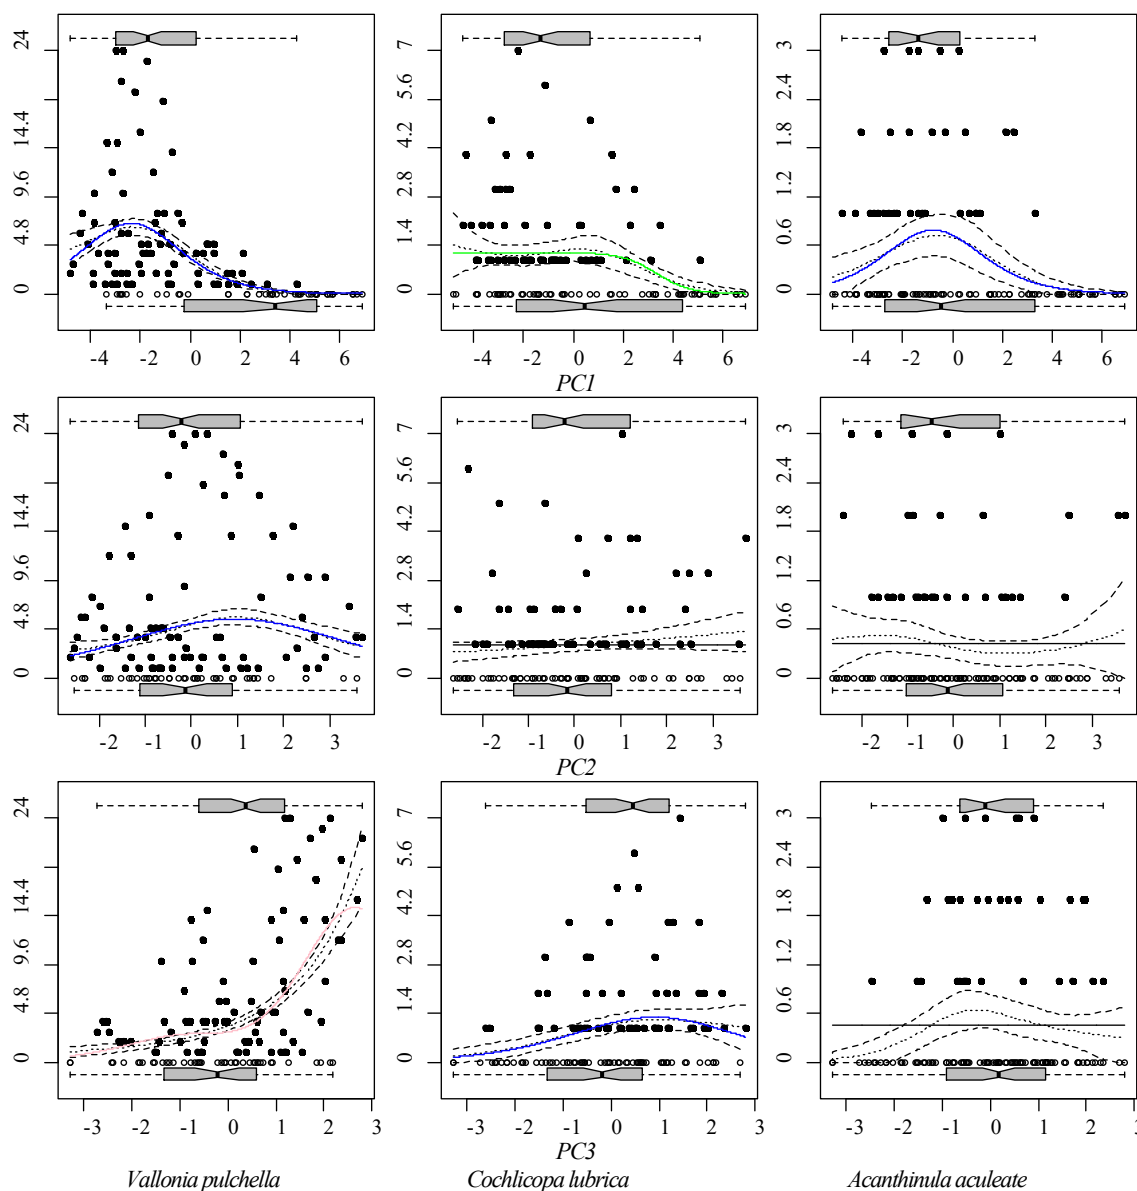 24 14.4 9.6 4.8 0
7 5.6 4.2 2.8 1.4 0
3 2.4 1.8 1.2 0.6 0
-4 -2 0 2 4 6
-4 -2 0 2 4 6
-4 -2 0 2 4 6
PC1
24 14.4 9.6 4.8 0
7 5.6 4.2 2.8 1.4 0
3 2.4 1.8 1.2 0.6 0
-2 -1 0 1 2 3
-2 -1 0 1 2 3
-2 -1 0 1 2 3
PC2
24 14.4 9.6 4.8 0
7 5.6 4.2 2.8 1.4 0
3 2.4 1.8 1.2 0.6 0
-3 -2 -1 0 1 2 3
-3 -2 -1 0 1 2 3
-3 -2 -1 0 1 2 3
PC3
Vallonia pulchella
Cochlicopa lubrica
Acanthinula aculeate